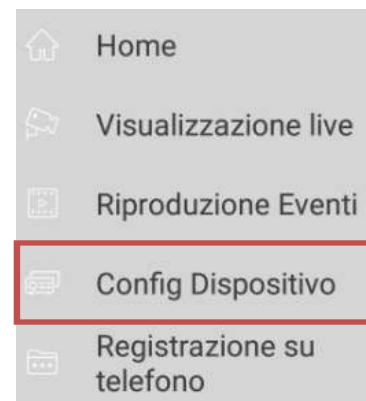 Home
Visualizzazione live
Riproduzione Eventi
Config Dispositivo
Registrazione su
telefono